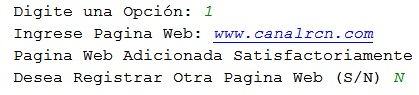 Digite una Opción: 1
Ingrese Pagina Web: www.canalrcn.com
Pagina Web Adicionada Satisfactoriamente
Desea Registrar Otra Pagina Web (S/N) N